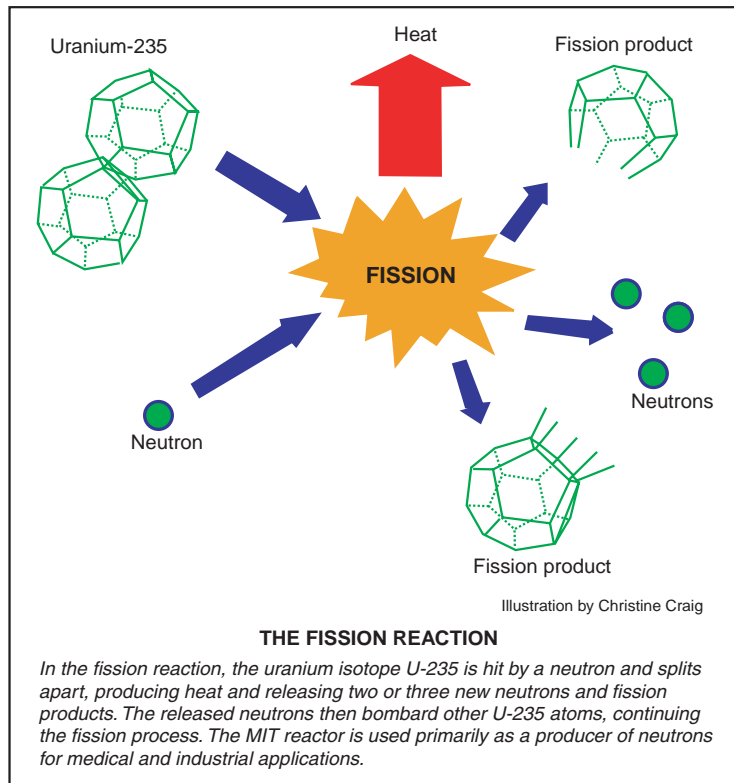 Uranium-235
Heat
Fission product
FISSION
Neutron
Neutrons
Fission product
Illustration by Christine Craig
THE FISSION REACTION
In the fission reaction, the uranium isotope U-235 is hit by a neutron and splits
apart, producing heat and releasing two or three new neutrons and fission
products. The released neutrons then bombard other U-235 atoms, continuing
the fission process. The MIT reactor is used primarily as a producer of neutrons
for medical and industrial applications.